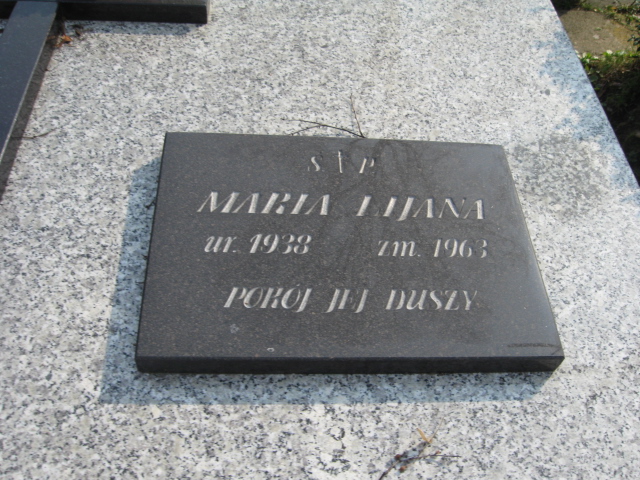 S P
MARIA LIJANA
ur. 1938 zm. 1963
POKÓJ JEJ DUSZY